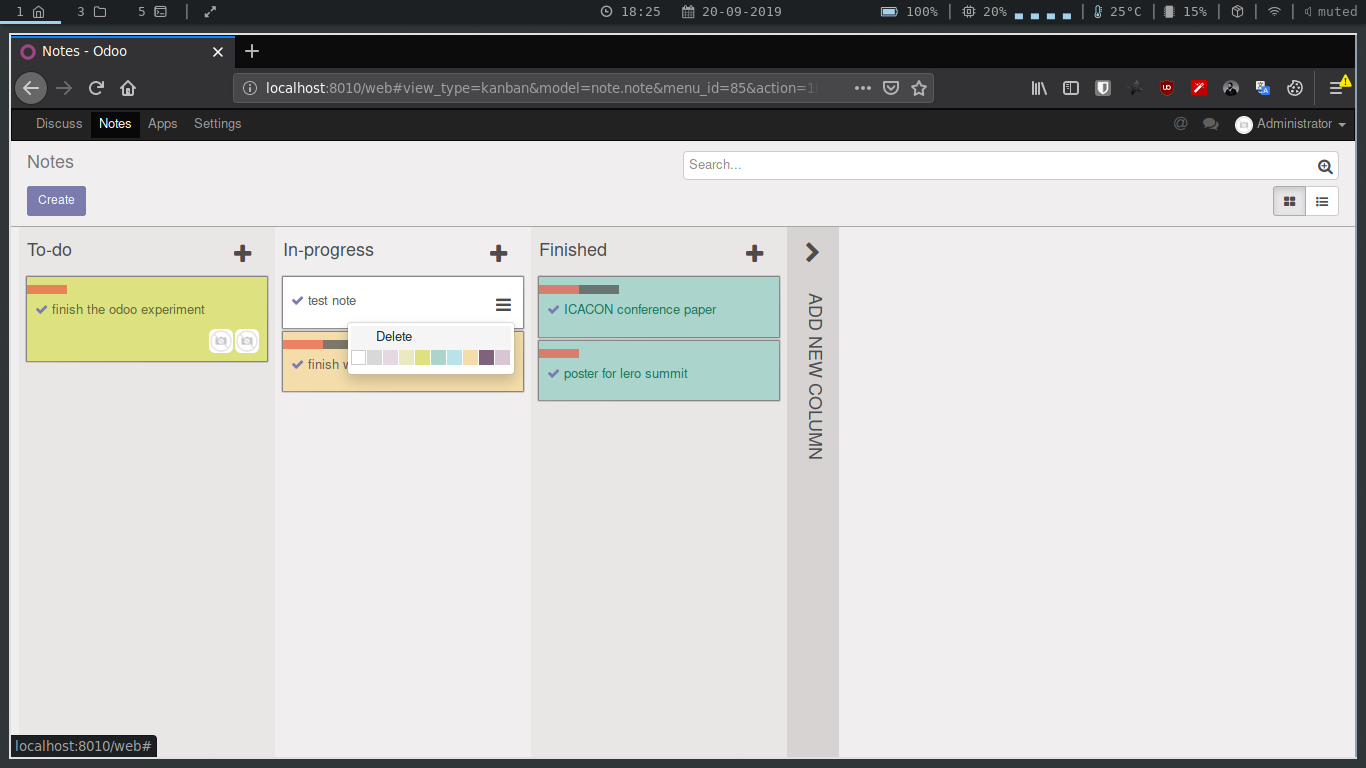 1 3 5 18:25 20-09-2019 100% 20% 25°C 15% muted
Notes - Odoo
localhost:8010/web#view_type=kanban&model=note.note&menu_id=85&action=1
Discuss Notes Apps Settings Administrator
Notes
Search...
Create
To-do
finish the odoo experiment
In-progress
test note
Delete
finish
Finished
ICACON conference paper
poster for lero summit
ADD NEW COLUMN
localhost:8010/web#